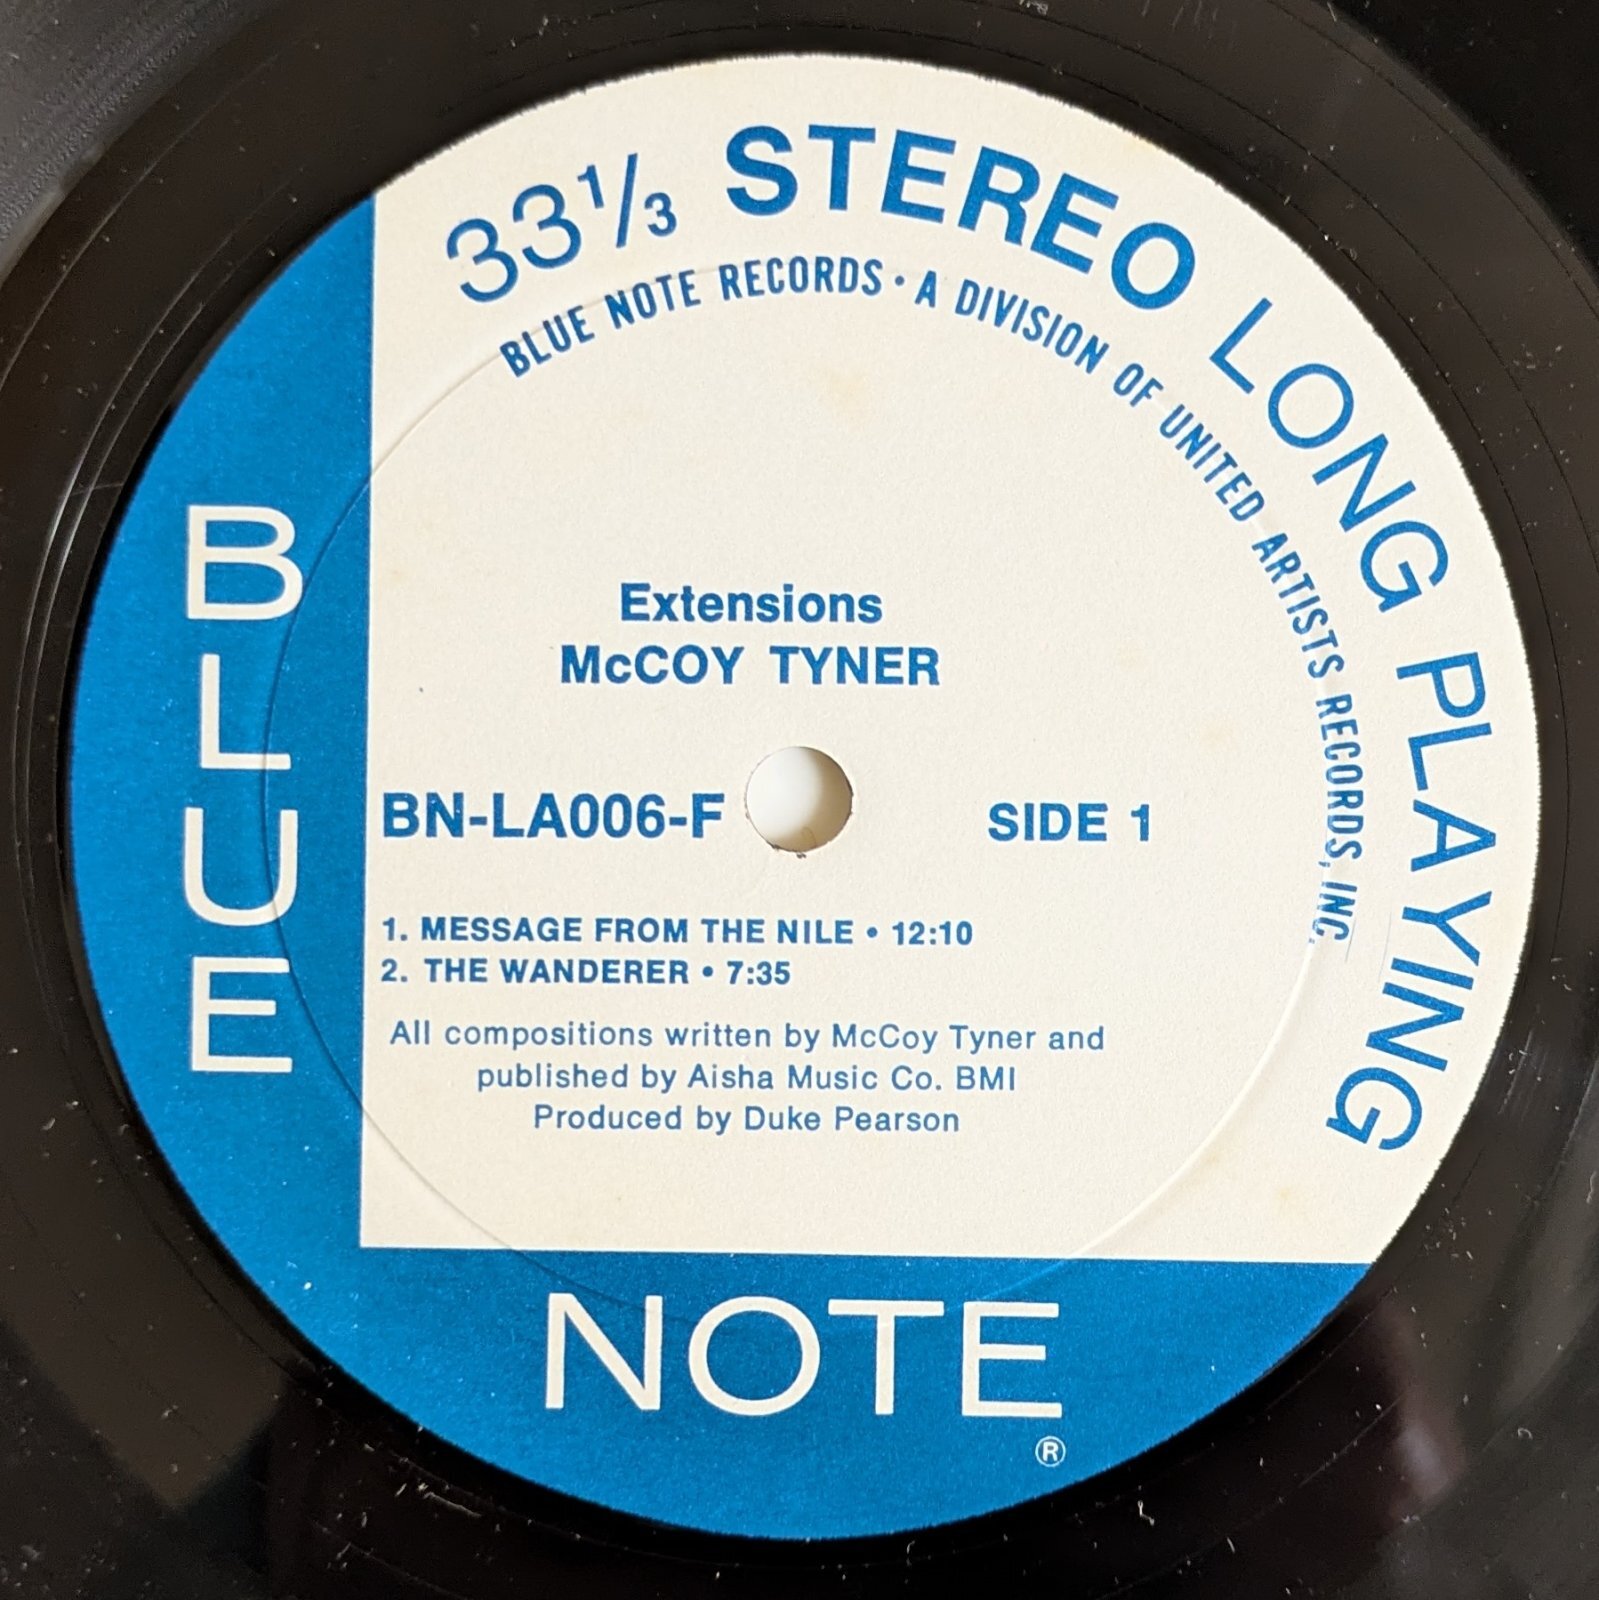 33⅓ STEREO LONG PLAYING
BLUE NOTE RECORDS • A DIVISION OF UNITED ARTISTS RECORDS, INC.
Extensions
McCOY TYNER
BN-LA006-F
SIDE 1
1. MESSAGE FROM THE NILE • 12:10
2. THE WANDERER • 7:35
All compositions written by McCoy Tyner and
published by Aisha Music Co. BMI
Produced by Duke Pearson
BLUE
NOTE
®